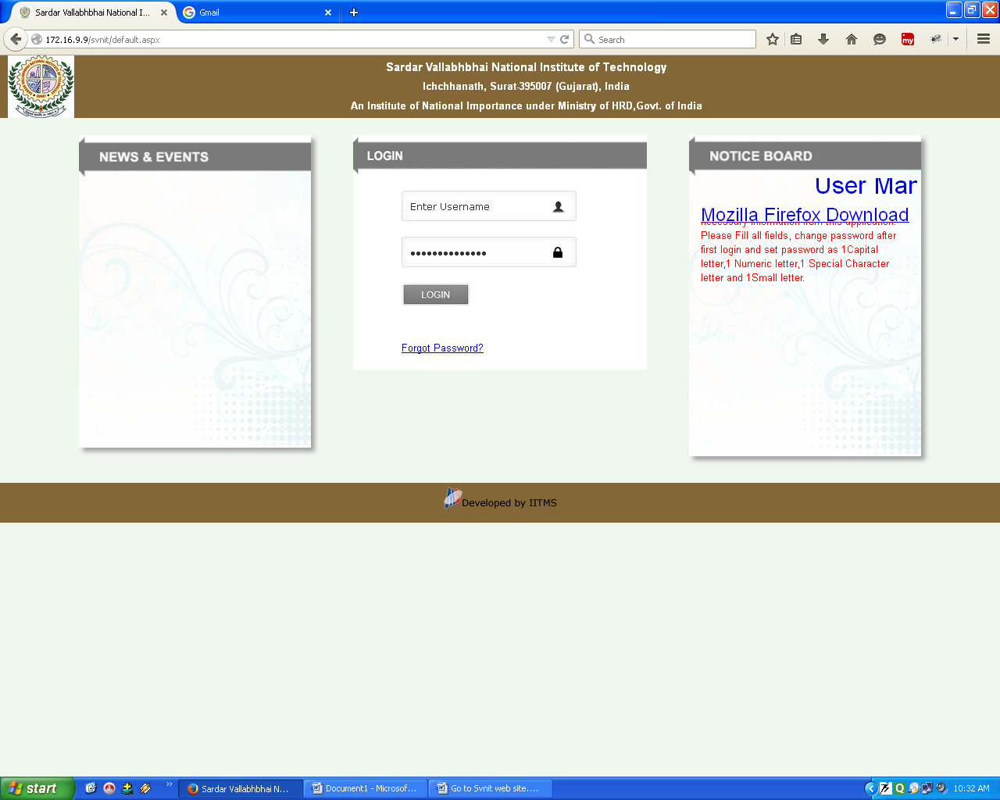 Sardar Vallabhbhai National I...
Gmail
172.16.9.9/svnit/default.aspx
Search
my
Sardar Vallabhbhai National Institute of Technology
Ichchhanath, Surat-395007 (Gujarat), India
An Institute of National Importance under Ministry of HRD,Govt. of India
NEWS & EVENTS
LOGIN
Enter Username
••••••••••••••
LOGIN
Forgot Password?
NOTICE BOARD
User Mar
Mozilla Firefox Download
necessary information from this application.
Please Fill all fields, change password after
first login and set password as 1Capital
letter,1 Numeric letter,1 Special Character
letter and 1Small letter.
Developed by IITMS
start
Sardar Vallabhbhai N...
Document1 - Microsof...
Go to Svnit web site....
10:32 AM